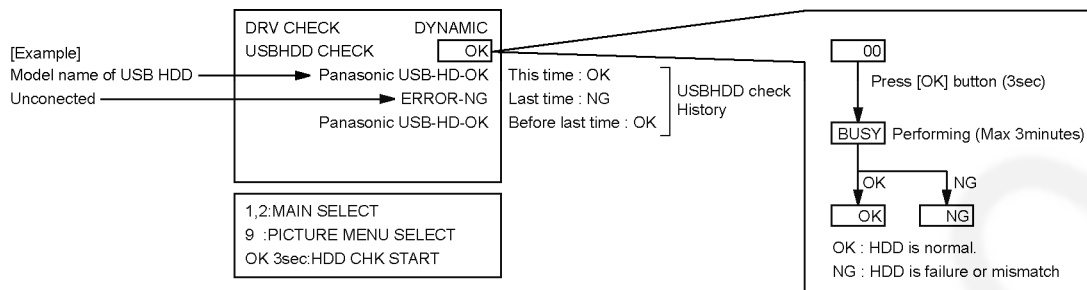 DRV CHECK DYNAMIC
USBHDD CHECK OK
[Example]
Model name of USB HDD Panasonic USB-HD-OK This time : OK
Unconected ERROR-NG Last time : NG
Panasonic USB-HD-OK Before last time : OK
USBHDD check
History
1,2:MAIN SELECT
9 :PICTURE MENU SELECT
OK 3sec:HDD CHK START
00
Press [OK] button (3sec)
BUSY Performing (Max 3minutes)
OK NG
OK NG
OK : HDD is normal.
NG : HDD is failure or mismatch